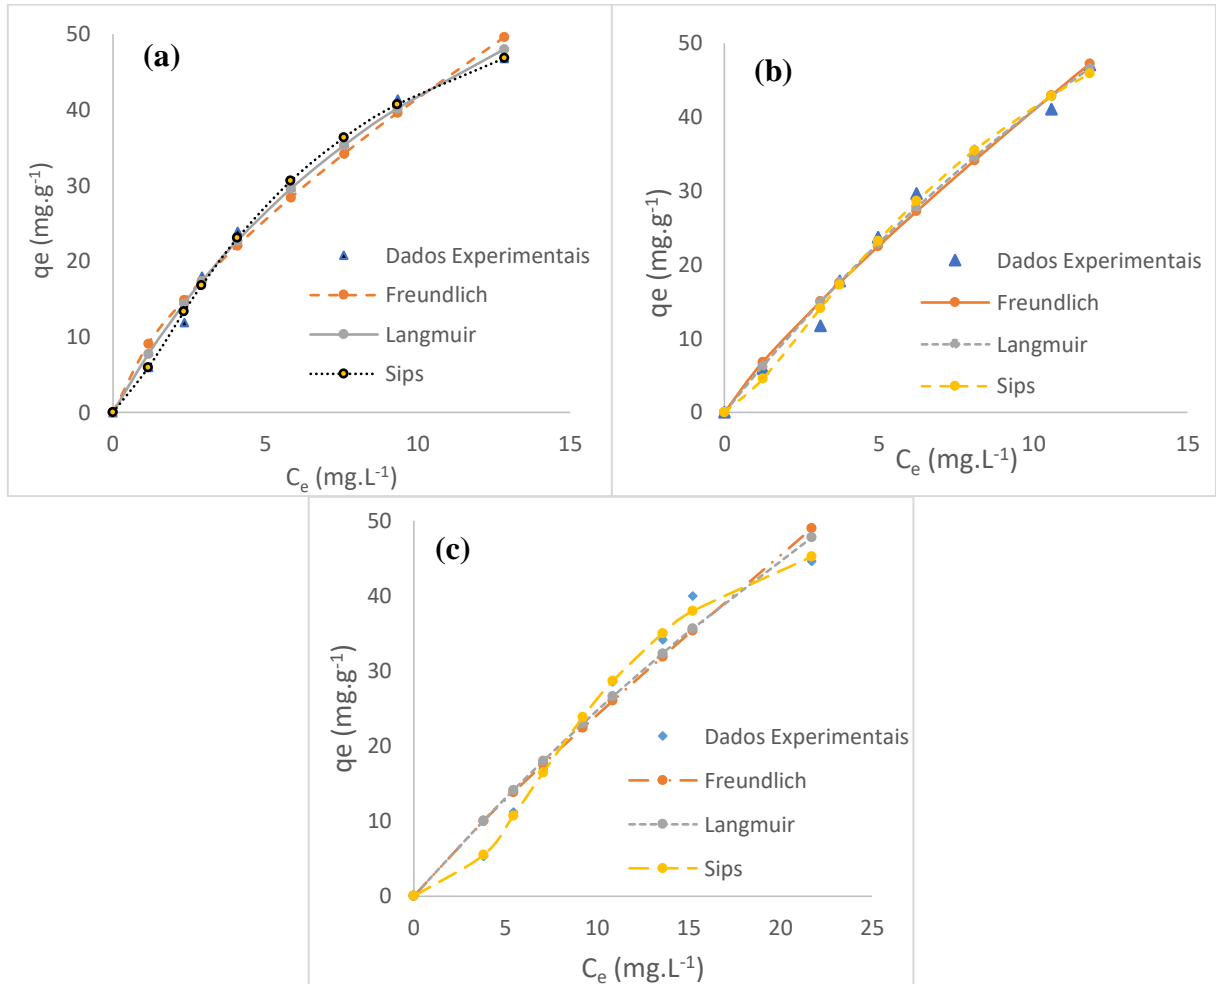 (a)
50
40
30
20
10
0
qe (mg.g⁻¹)
Dados Experimentais
Freundlich
Langmuir
Sips
0 5 10 15
Cₑ (mg.L⁻¹)
(b)
50
40
30
20
10
0
qe (mg.g⁻¹)
Dados Experimentais
Freundlich
Langmuir
Sips
0 5 10 15
Cₑ (mg.L⁻¹)
(c)
50
40
30
20
10
0
qe (mg.g⁻¹)
Dados Experimentais
Freundlich
Langmuir
Sips
0 5 10 15 20 25
Cₑ (mg.L⁻¹)